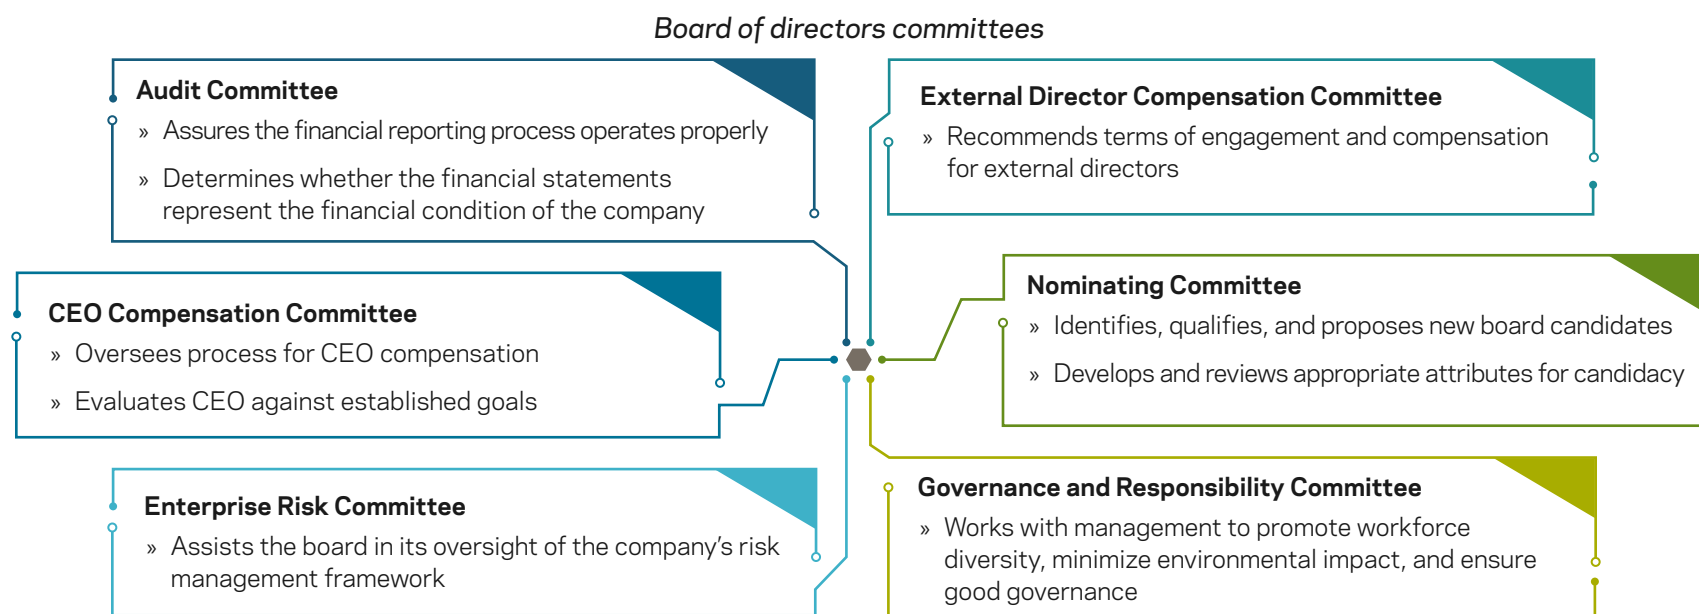 Board of directors committees
Audit Committee
» Assures the financial reporting process operates properly
» Determines whether the financial statements
represent the financial condition of the company
External Director Compensation Committee
» Recommends terms of engagement and compensation
for external directors
CEO Compensation Committee
» Oversees process for CEO compensation
» Evaluates CEO against established goals
Nominating Committee
» Identifies, qualifies, and proposes new board candidates
» Develops and reviews appropriate attributes for candidacy
Enterprise Risk Committee
» Assists the board in its oversight of the company’s risk
management framework
Governance and Responsibility Committee
» Works with management to promote workforce
diversity, minimize environmental impact, and ensure
good governance